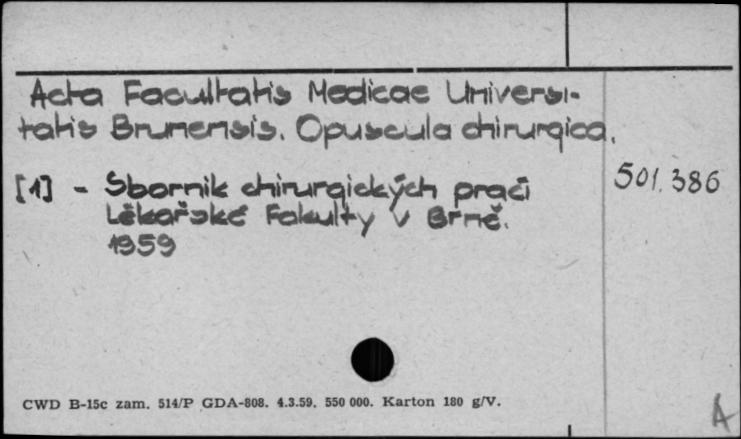 Acta Facultatis Medicae Universi-
tatis Brunensis. Opuscula chirurgica.
501.386
[1] - Sbornik chirurgických prací
Lékařské Fakulty v Brně.
1959
CWD B-15c zam. 514/P GDA-808. 4.3.59. 550 000. Karton 180 g/V.
A